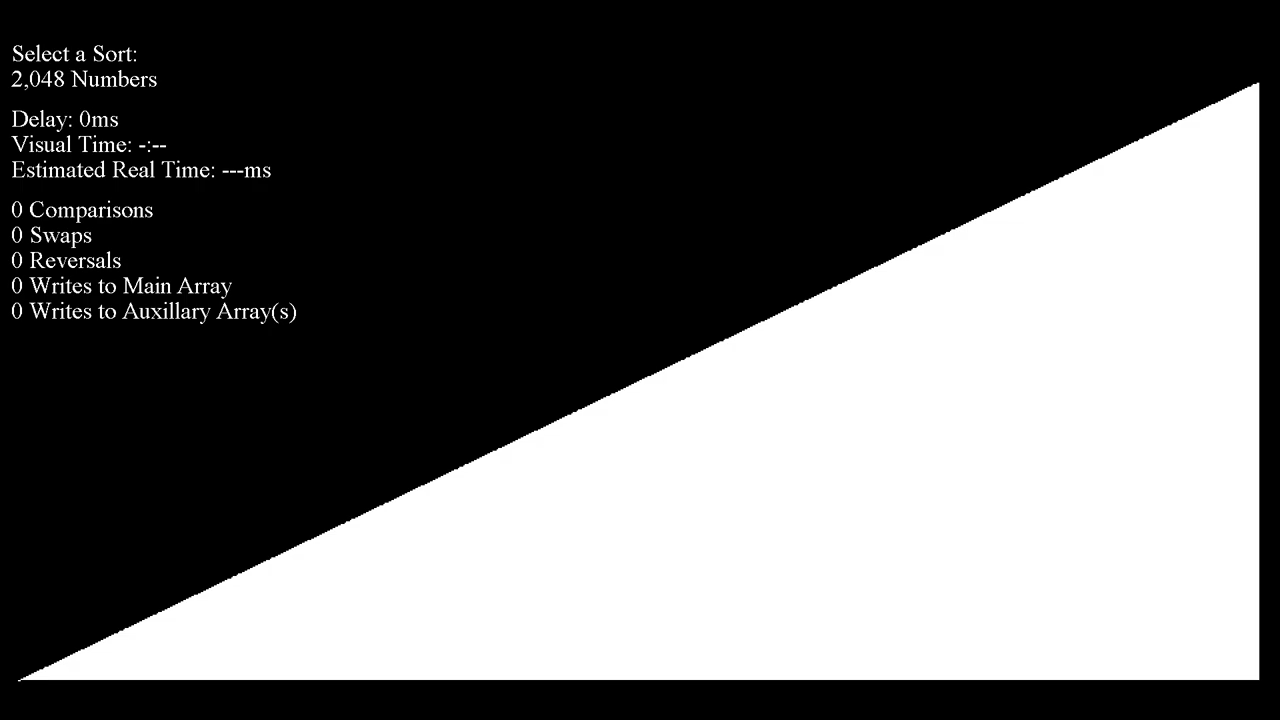 Select a Sort:
2,048 Numbers
Delay: 0ms
Visual Time: -:--
Estimated Real Time: ---ms
0 Comparisons
0 Swaps
0 Reversals
0 Writes to Main Array
0 Writes to Auxillary Array(s)